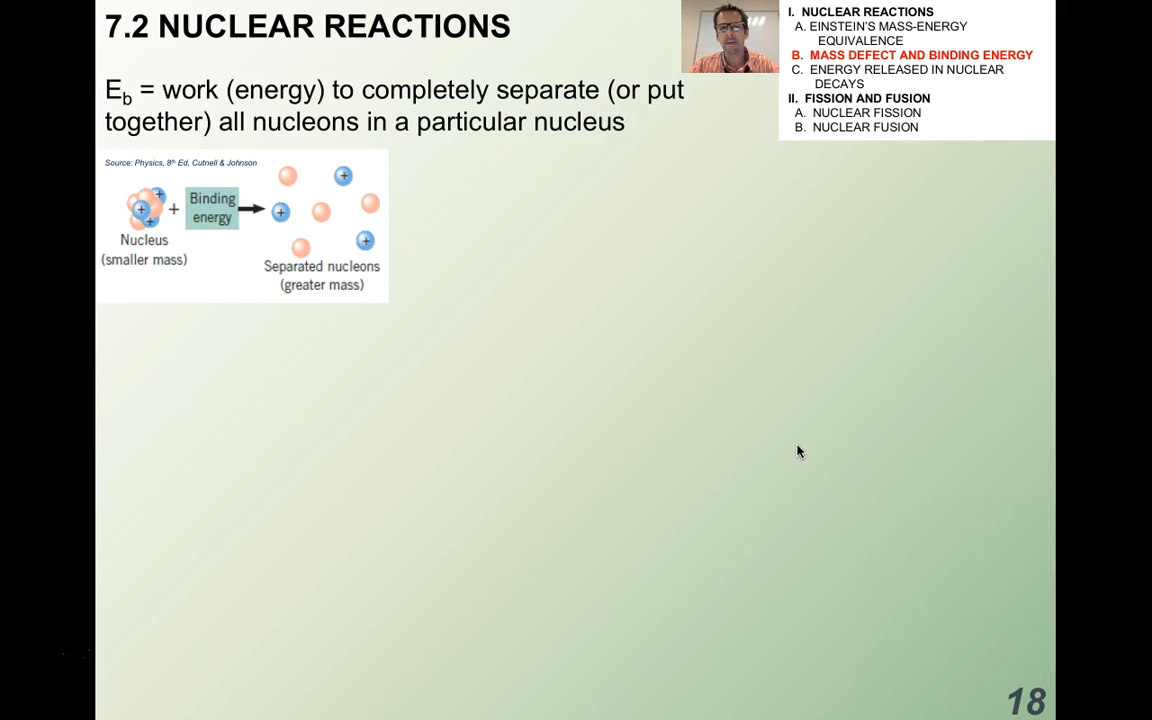 7.2 NUCLEAR REACTIONS
I. NUCLEAR REACTIONS
A. EINSTEIN'S MASS-ENERGY
EQUIVALENCE
B. MASS DEFECT AND BINDING ENERGY
C. ENERGY RELEASED IN NUCLEAR
DECAYS
II. FISSION AND FUSION
A. NUCLEAR FISSION
B. NUCLEAR FUSION
Eb = work (energy) to completely separate (or put
together) all nucleons in a particular nucleus
Source: Physics, 8th Ed, Cutnell & Johnson
+ Binding
energy
Nucleus
(smaller mass)
Separated nucleons
(greater mass)
18